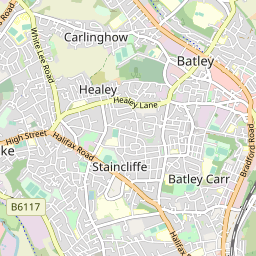 Carlinghow
White Lee Road
Batley
Healey
Healey Lane
High Street
Halifax Road
Bradford Road
ke
Staincliffe
Batley Carr
B6117
Halifax